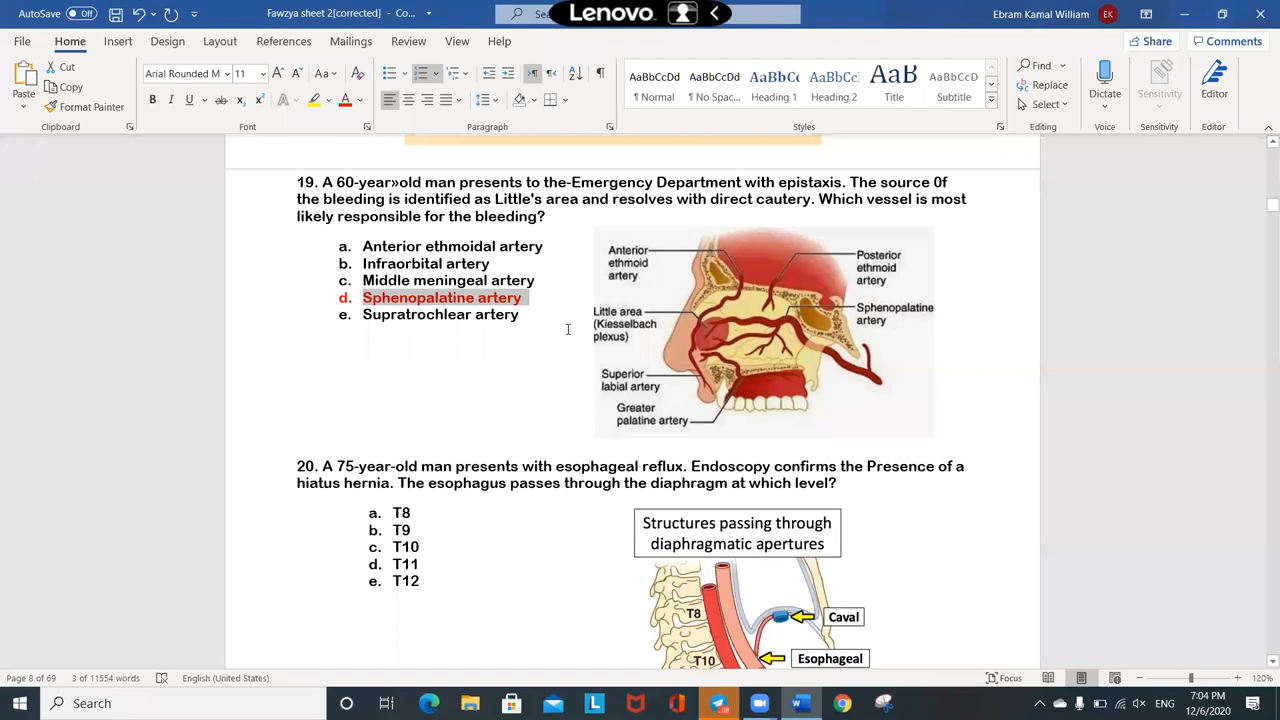 AutoSave Off
Fawzya sheet 2[corrected]
Lenovo
Ebram Kamal William
EK
File Home Insert Design Layout References Mailings Review View Help
Share Comments
Paste
Cut
Copy
Format Painter
Clipboard
Arial Rounded M 11
Font
Paragraph
AaBbCcDd AaBbCcDd AaBbCc AaBbCcI AaB AaBbCcD
¶ Normal ¶ No Spac... Heading 1 Heading 2 Title Subtitle
Styles
Find
Replace
Select
Editing
Dictate
Voice
Sensitivity
Sensitivity
Editor
Editor
19. A 60-year»old man presents to the-Emergency Department with epistaxis. The source 0f
the bleeding is identified as Little's area and resolves with direct cautery. Which vessel is most
likely responsible for the bleeding?
a. Anterior ethmoidal artery
b. Infraorbital artery
c. Middle meningeal artery
d. Sphenopalatine artery
e. Supratrochlear artery
Anterior
ethmoid
artery
Posterior
ethmoid
artery
Little area
(Kiesselbach
plexus)
Sphenopalatine
artery
Superior
labial artery
Greater
palatine artery
20. A 75-year-old man presents with esophageal reflux. Endoscopy confirms the Presence of a
hiatus hernia. The esophagus passes through the diaphragm at which level?
a. T8
b. T9
c. T10
d. T11
e. T12
Structures passing through
diaphragmatic apertures
T8
Caval
T10
Esophageal
Page 8 of 69 3 of 11554 words English (United States)
Focus
120%
Search
7:04 PM
12/6/2020